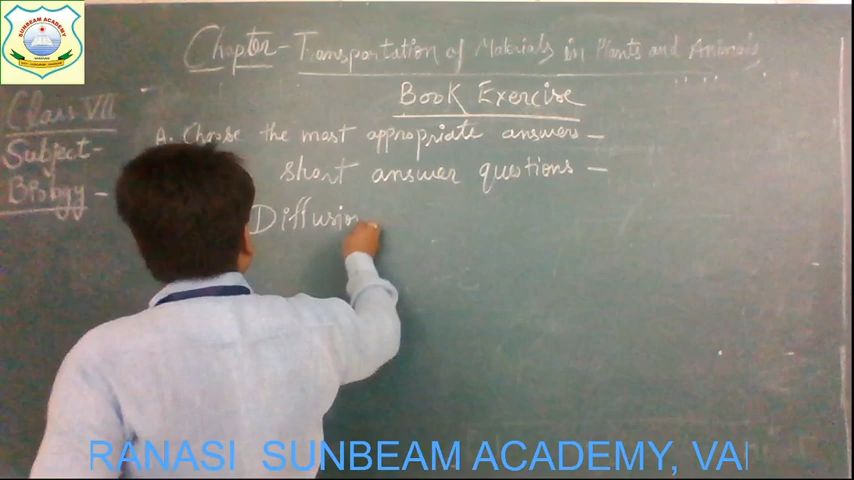 SUNBEAM ACADEMY
Chapter - Transportation of Materials in Plants and Animals
Book Exercise
Class VII
Subject-
Biology -
A. Choose the most appropriate answers -
short answer questions -
Diffusion
RANASI SUNBEAM ACADEMY, VAR